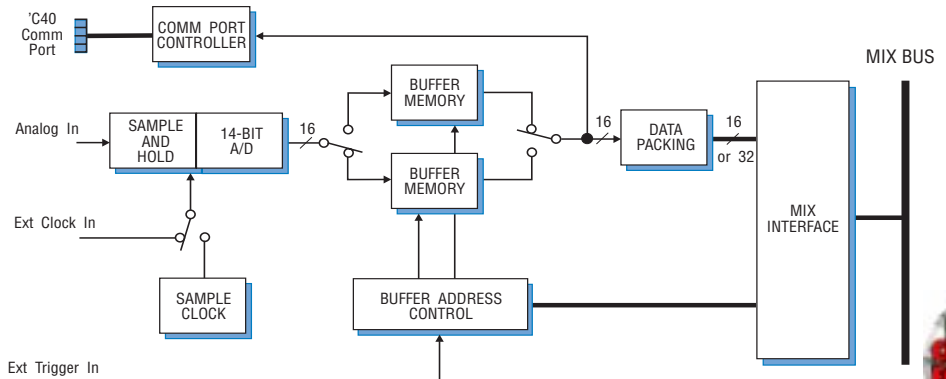 'C40
Comm
Port
COMM PORT
CONTROLLER
MIX BUS
BUFFER
MEMORY
Analog In
SAMPLE
AND
HOLD
14-BIT
A/D
16
BUFFER
MEMORY
16
DATA
PACKING
16
or 32
Ext Clock In
MIX
INTERFACE
SAMPLE
CLOCK
BUFFER ADDRESS
CONTROL
Ext Trigger In